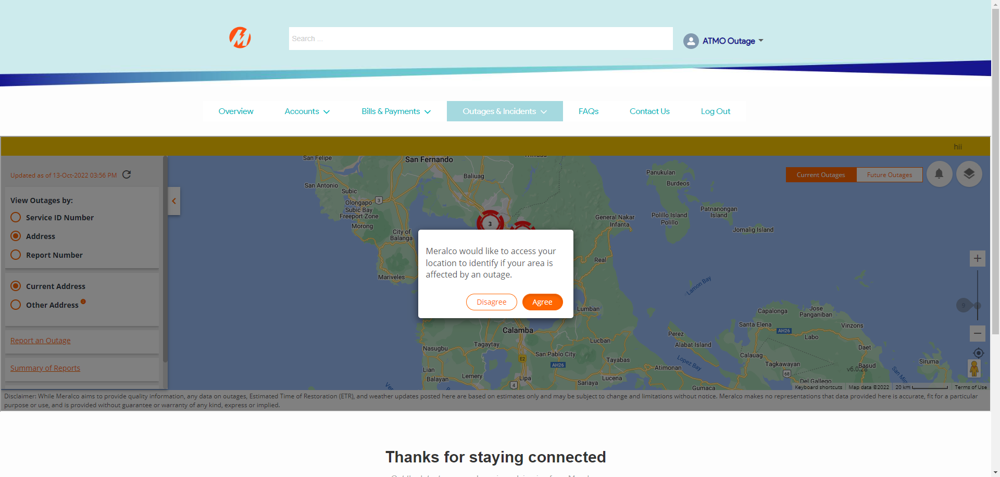 Search ...
ATMO Outage
Overview
Accounts
Bills & Payments
Outages & Incidents
FAQs
Contact Us
Log Out
hii
Updated as of 13-Oct-2022 03:56 PM
View Outages by:
Service ID Number
Address
Report Number
Current Address
Other Address
Report an Outage
Summary of Reports
Current Outages
Future Outages
San Felipe
San Fernando
Baliuag
San Antonio
Subic
Olongapo
3
Subic Bay
Freeport Zone
Morong
City of
Balanga
Mariveles
3
General Nakar
Infanta
Panukulan
Burdeos
Polillo Island
Polillo
Patnanongan
Island
Jomalig Island
Real
Lamon Bay
Meralco would like to access your
location to identify if your area is
affected by an outage.
Disagree
Agree
Lumban
Calamba
Nasugbu
Tagaytay
Lucban
San Pablo City
E2
AH26
Tayabas
Lian
Balayan
Lemery
Lipa
4
Lucena
Sariaya
Atimonan
Gumaca
Perez
Alabat Island
Lopez Bay
Calauag
Santa Elena
AH26
Capalonga
Jose
Panganiban
Vinzons
Labo
Daet
Tagkawayan
68
Basud
Del Gallego
Siruma
9
v6.0.28
Keyboard shortcuts
Map data ©2022
20 km
Terms of Use
Disclaimer: While Meralco aims to provide quality information, any data on outages, Estimated Time of Restoration (ETR), and weather updates posted here are based on estimates only and may be subject to change and limitations without notice. Meralco makes no representations that data provided here is accurate, fit for a particular
purpose or use, and is provided without guarantee or warranty of any kind, express or implied.
Thanks for staying connected